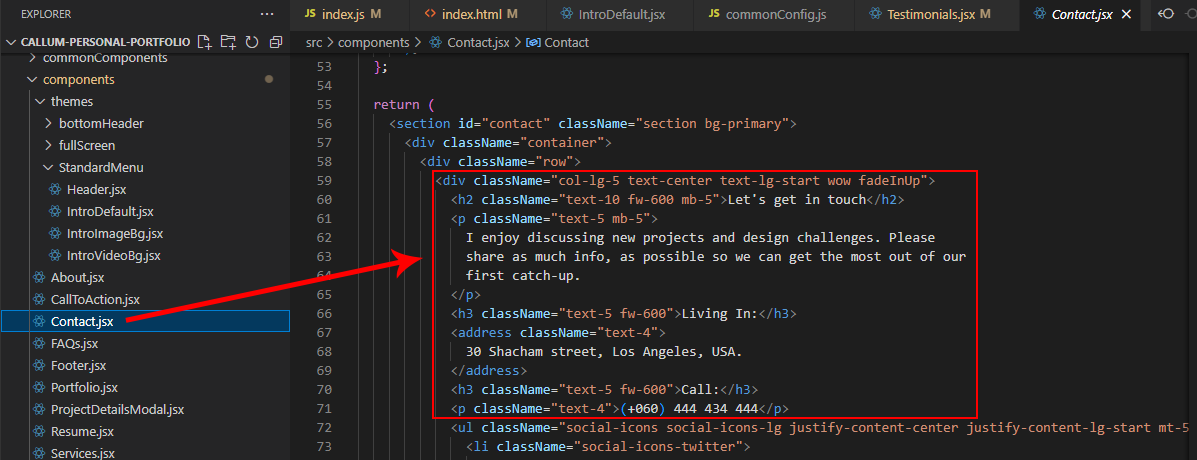 EXPLORER
CALLUM-PERSONAL-PORTFOLIO
commonComponents
components
themes
bottomHeader
fullScreen
StandardMenu
Header.jsx
IntroDefault.jsx
IntroImageBg.jsx
IntroVideoBg.jsx
About.jsx
CallToAction.jsx
Contact.jsx
FAQs.jsx
Footer.jsx
Portfolio.jsx
ProjectDetailsModal.jsx
Resume.jsx
Services.jsx
JS index.js M <> index.html M IntroDefault.jsx JS commonConfig.js Testimonials.jsx M Contact.jsx
src > components > Contact.jsx > Contact
53 };
54
55 return (
56 <section id="contact" className="section bg-primary">
57 <div className="container">
58 <div className="row">
59 <div className="col-lg-5 text-center text-lg-start wow fadeInUp">
60 <h2 className="text-10 fw-600 mb-5">Let's get in touch</h2>
61 <p className="text-5 mb-5">
62 I enjoy discussing new projects and design challenges. Please
63 share as much info, as possible so we can get the most out of our
64 first catch-up.
65 </p>
66 <h3 className="text-5 fw-600">Living In:</h3>
67 <address className="text-4">
68 30 Shacham street, Los Angeles, USA.
69 </address>
70 <h3 className="text-5 fw-600">Call:</h3>
71 <p className="text-4">(+060) 444 434 444</p>
72 <ul className="social-icons social-icons-lg justify-content-center justify-content-lg-start mt-5
73 <li className="social-icons-twitter">